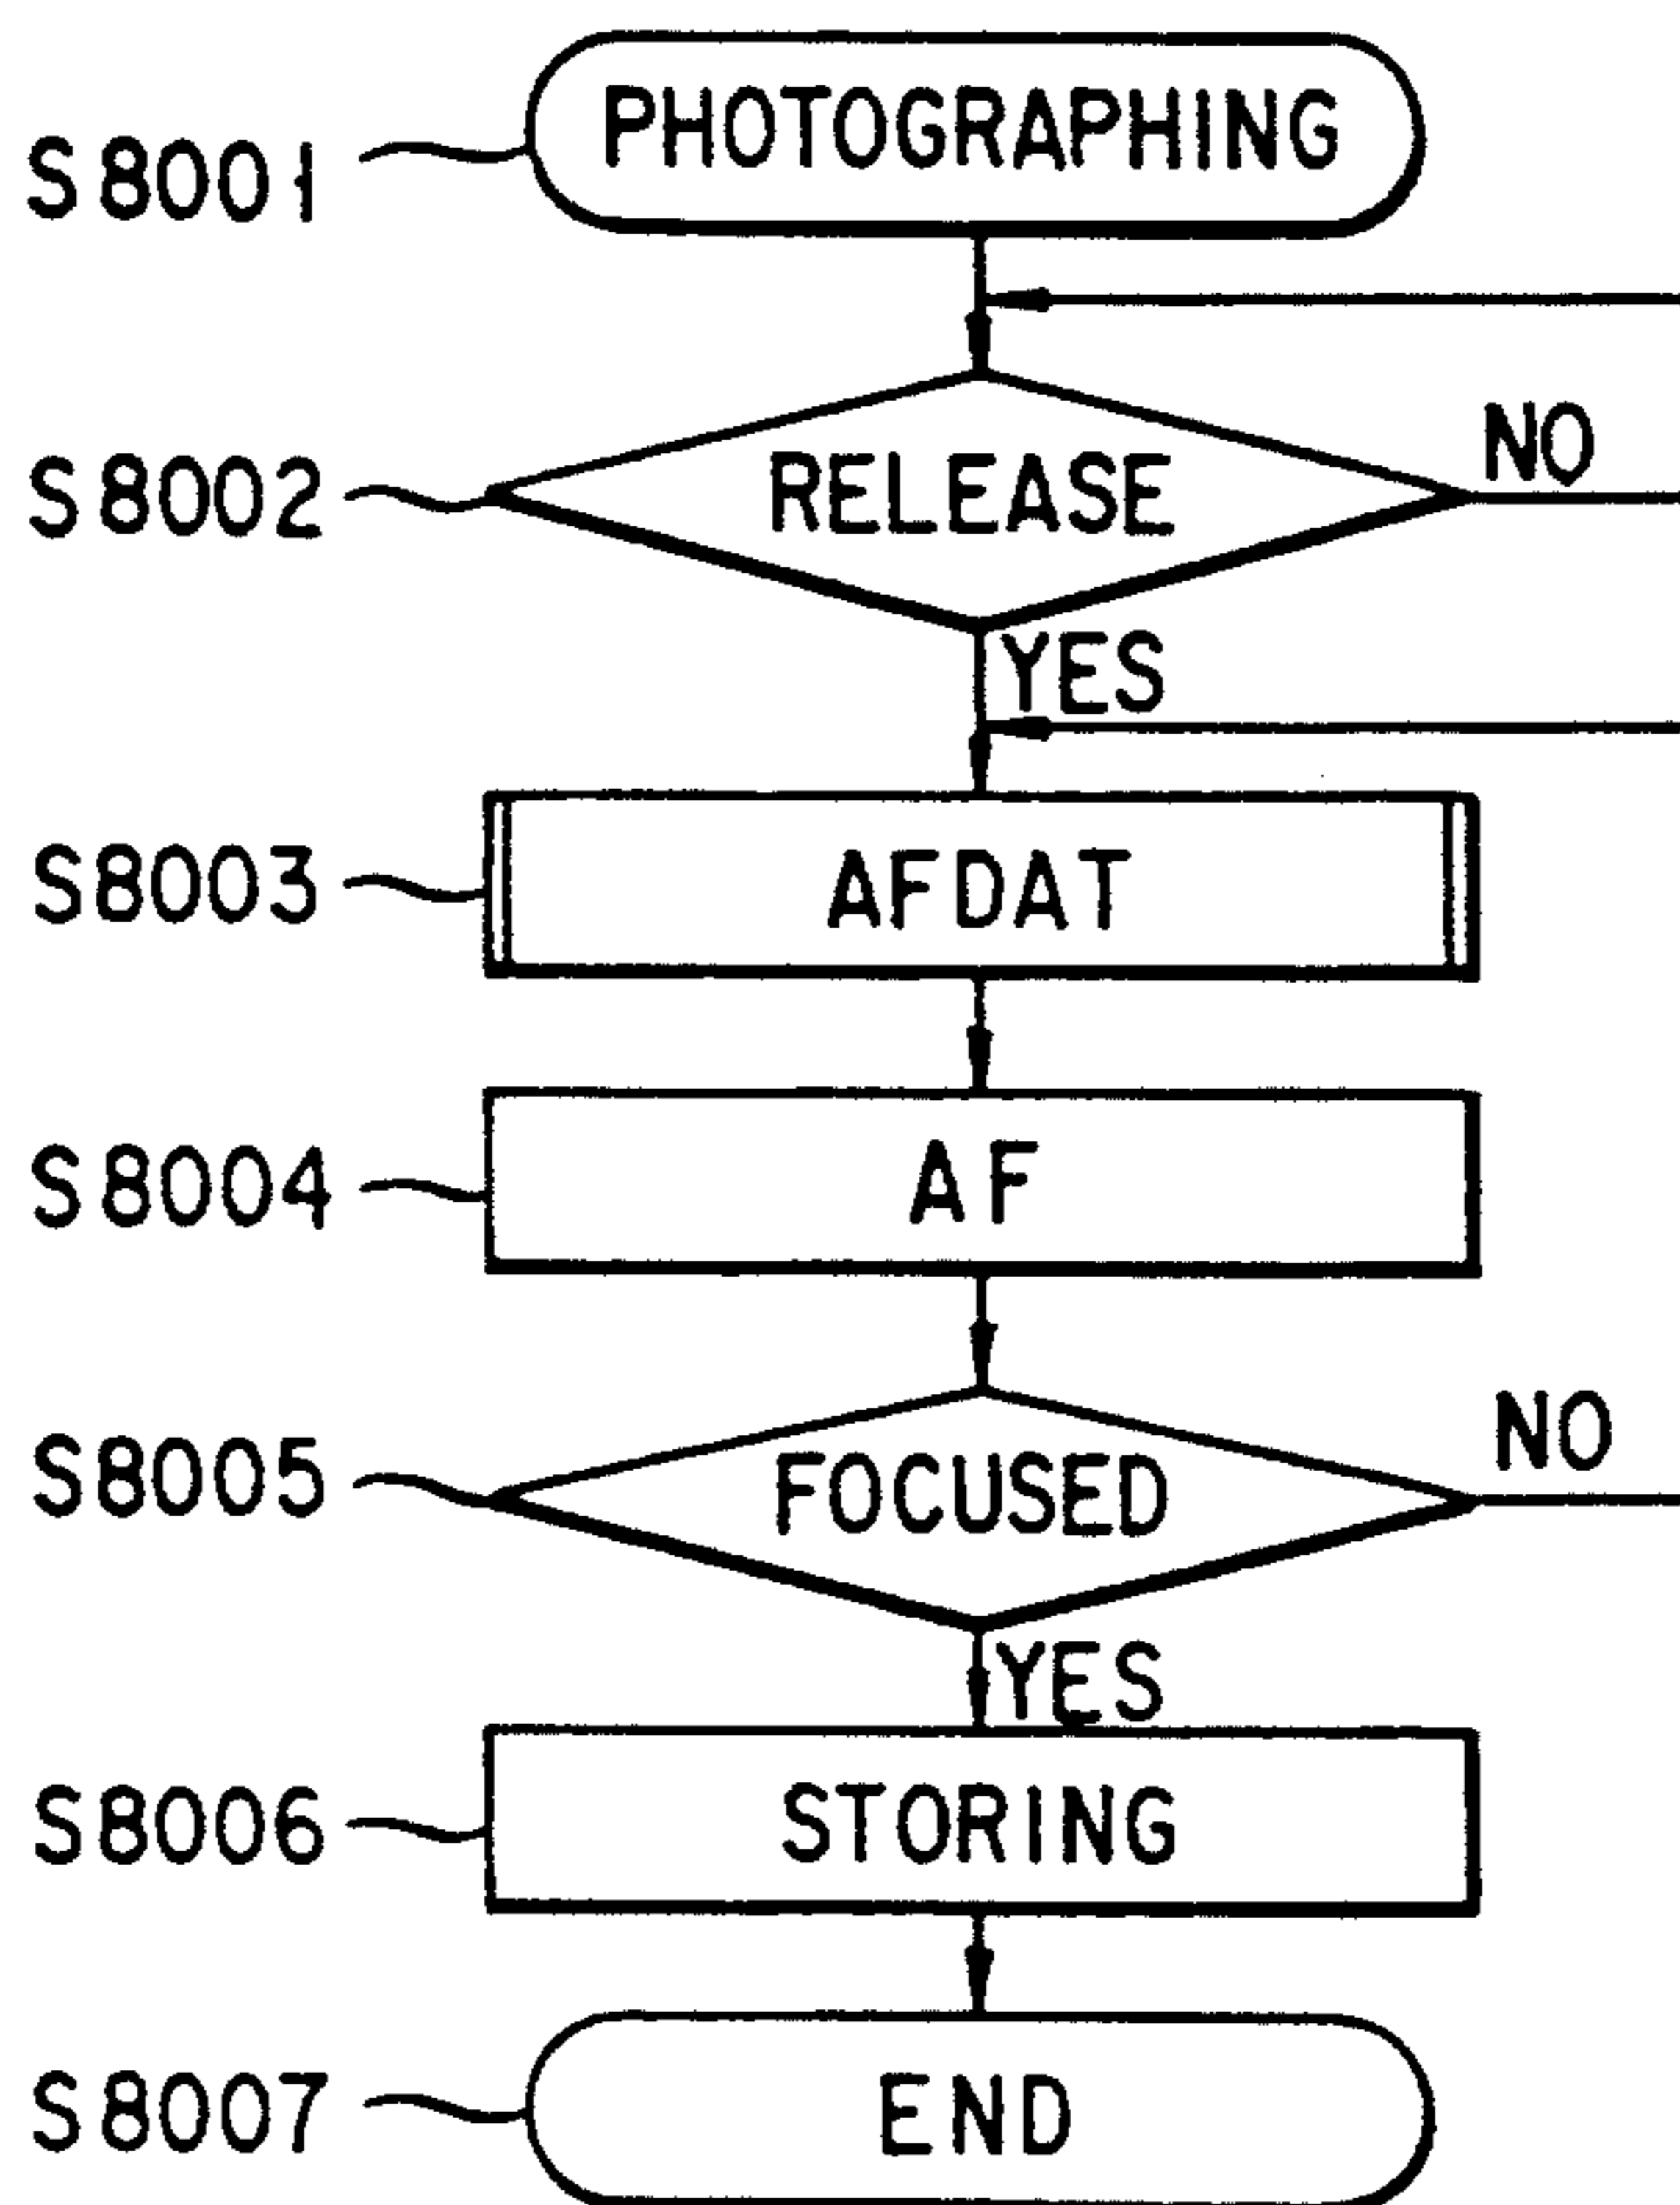 PHOTOGRAPHING
S8001
NO
S8002
RELEASE
YES
S8003
AFDAT
S8004
AF
NO
S8005
FOCUSED
YES
S8006
STORING
S8007
END